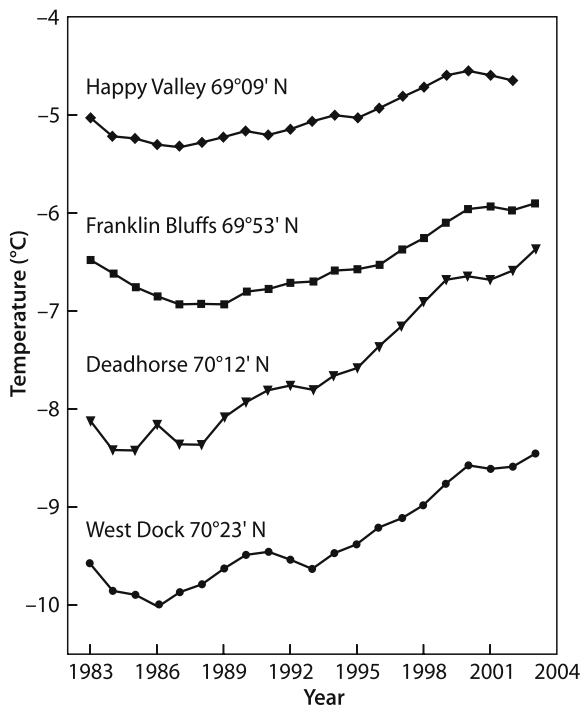 –4
Happy Valley 69°09' N
–5
–6
Franklin Bluffs 69°53' N
–7
Temperature (°C)
Deadhorse 70°12' N
–8
–9
West Dock 70°23' N
–10
1983 1986 1989 1992 1995 1998 2001 2004
Year